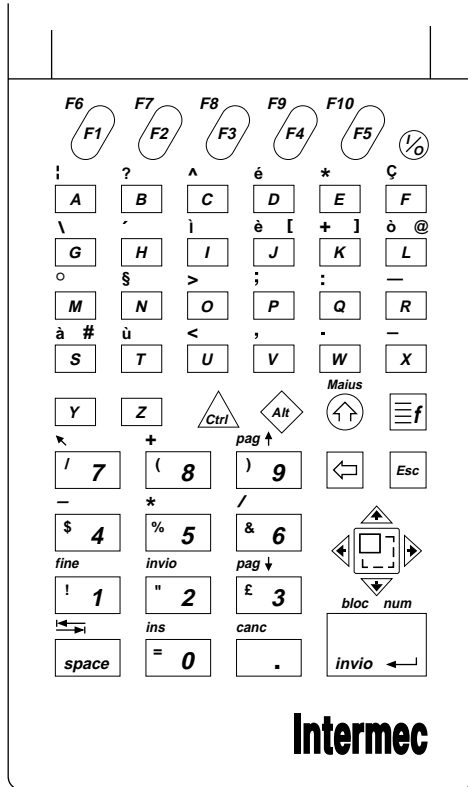 F6 F7 F8 F9 F10
F1 F2 F3 F4 F5 I/O
¦ ? ^ é * Ç
A B C D E F
\ ´ ì è [ + ] ò @
G H I J K L
° § > ; : —
M N O P Q R
à # ù < , . –
S T U V W X
Maius
Y Z Ctrl Alt f
+ pag
/ 7 ( 8 ) 9 Esc
– * /
$ 4 % 5 & 6
fine invio pag
! 1 " 2 £ 3
bloc num
ins canc
space = 0 . invio
Intermec